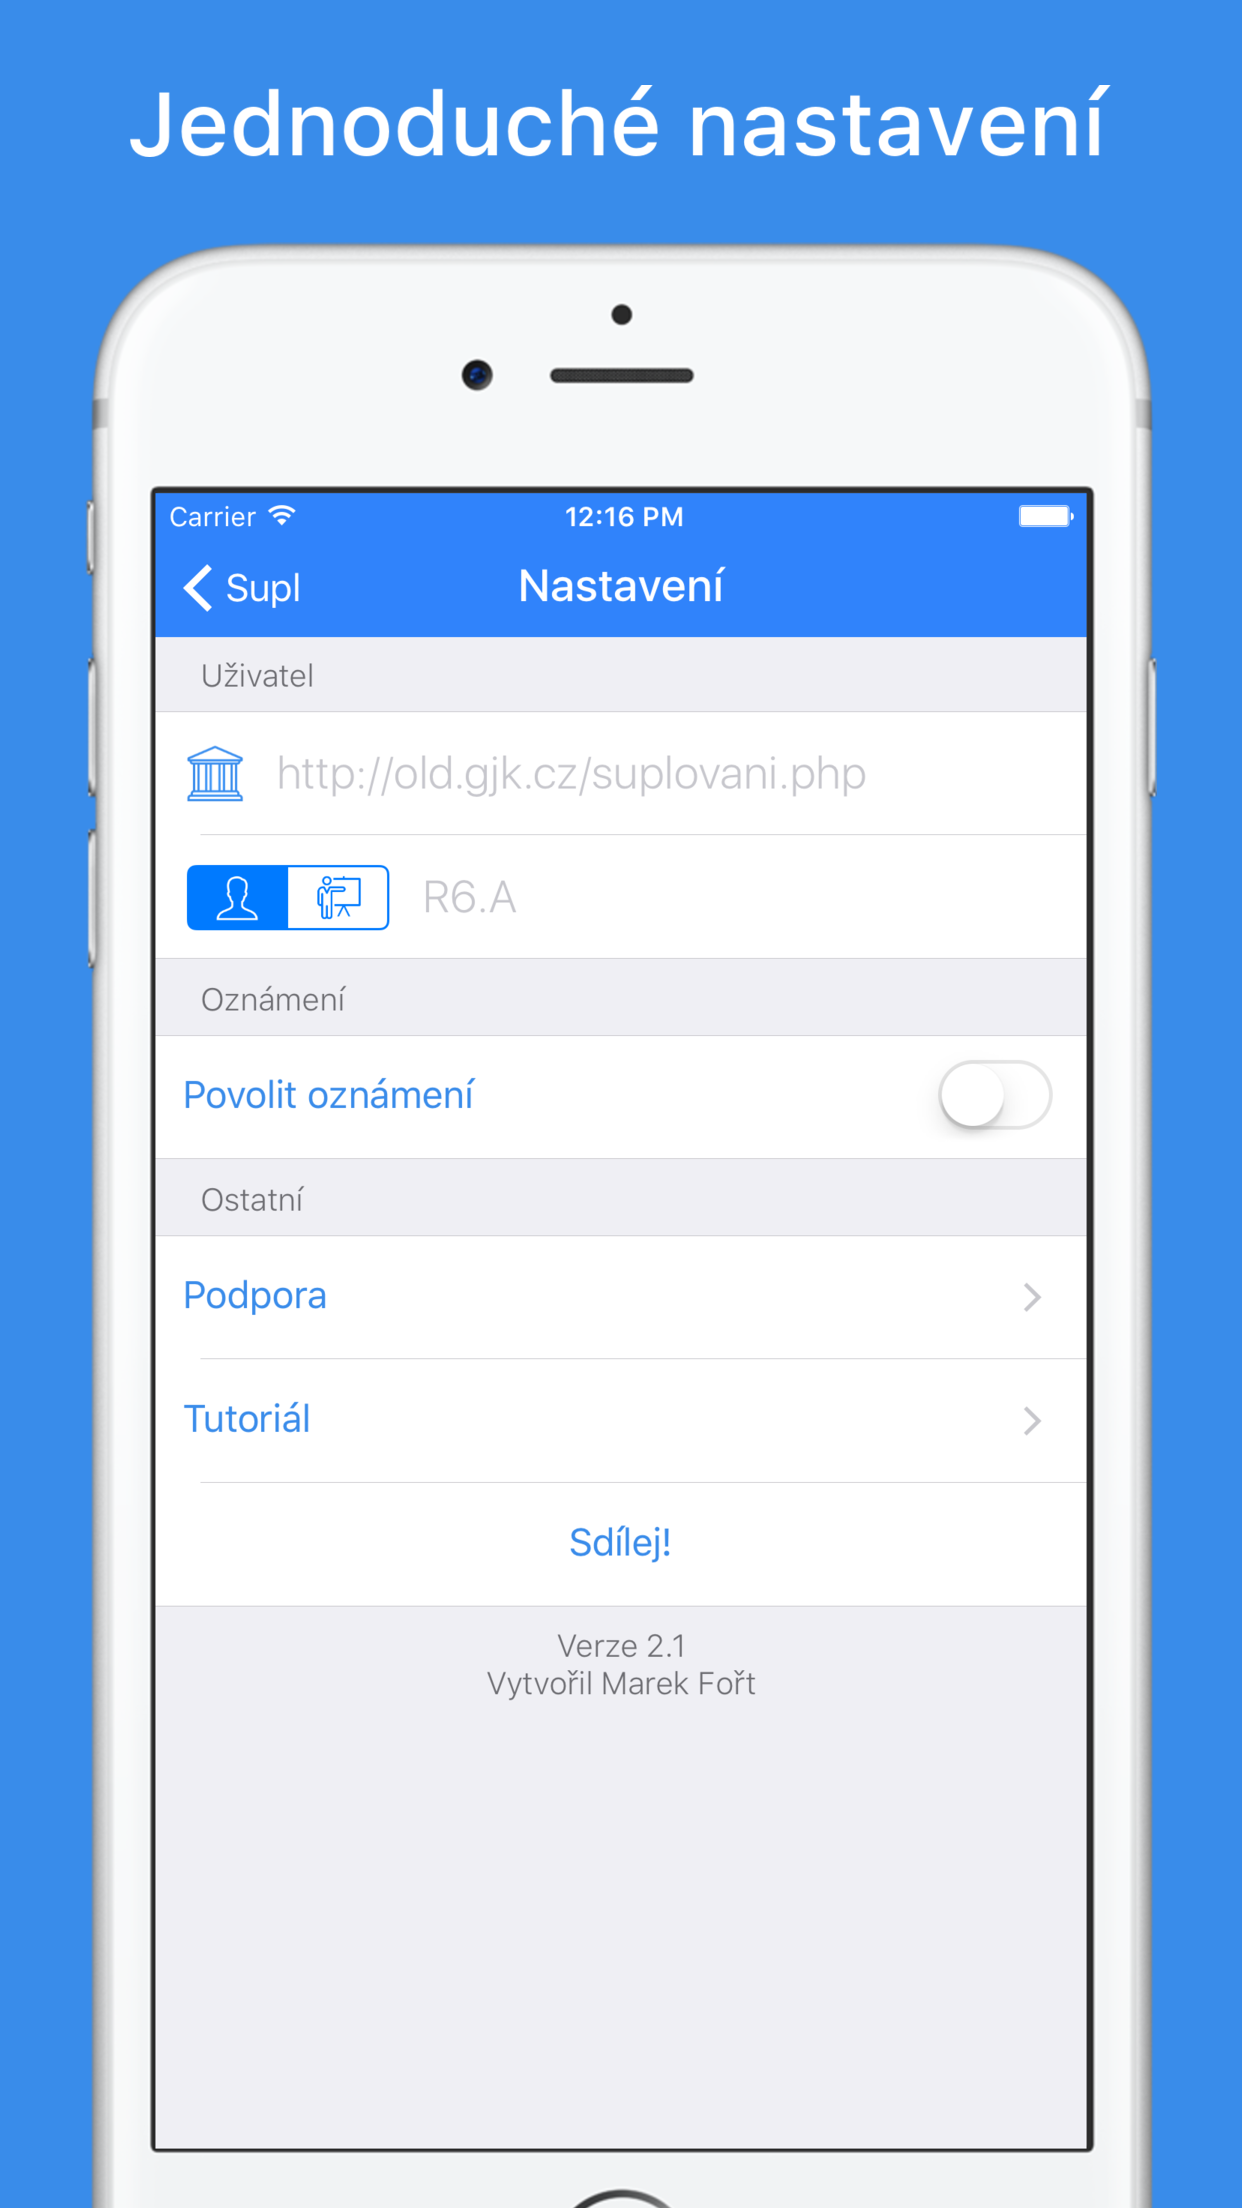 Jednoduché nastavení
Carrier 12:16 PM
Supl Nastavení
Uživatel
http://old.gjk.cz/suplovani.php
R6.A
Oznámení
Povolit oznámení
Ostatní
Podpora
Tutoriál
Sdílej!
Verze 2.1
Vytvořil Marek Fořt